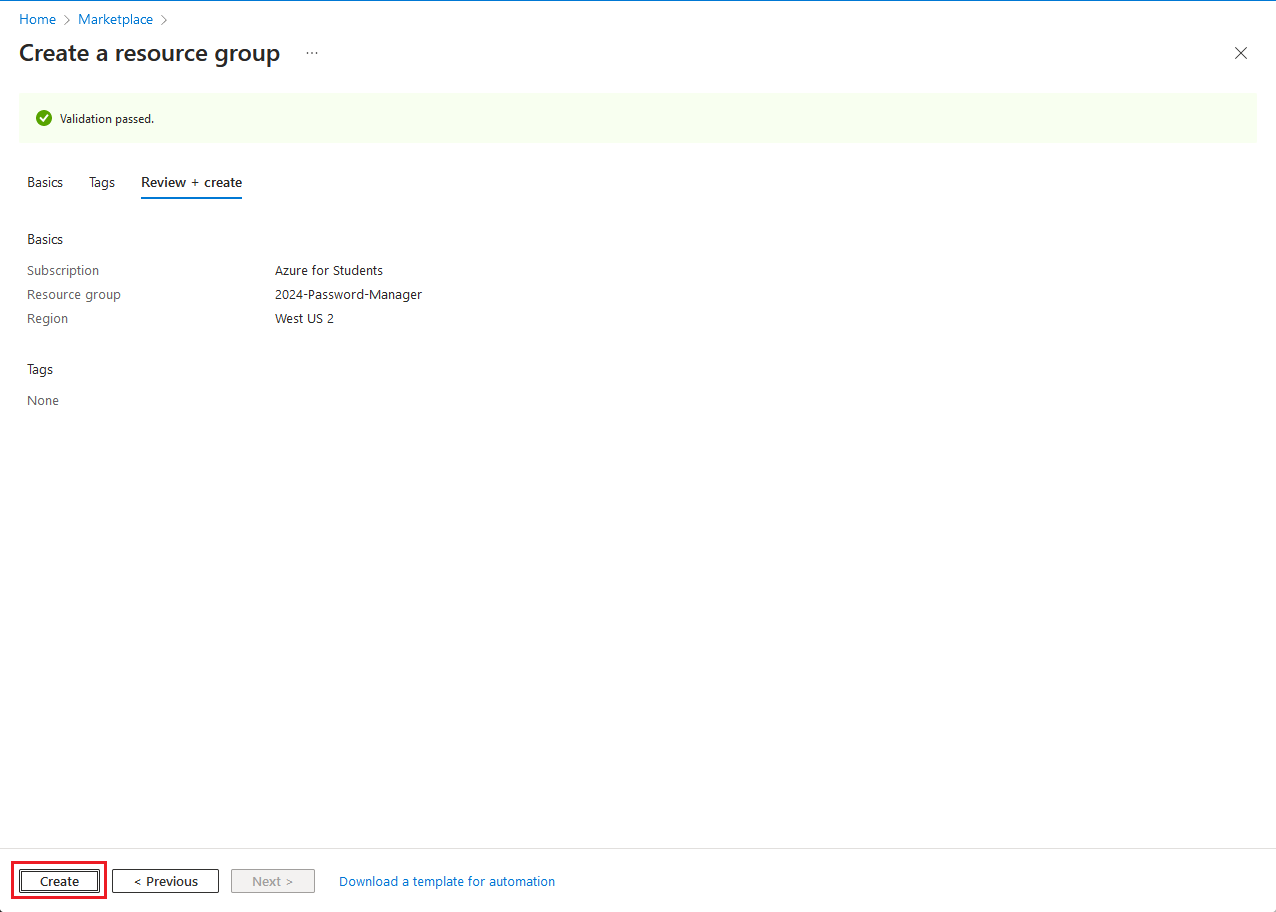 Home > Marketplace >
Create a resource group ...
Validation passed.
Basics Tags Review + create
Basics
Subscription Azure for Students
Resource group 2024-Password-Manager
Region West US 2
Tags
None
Create < Previous Next > Download a template for automation